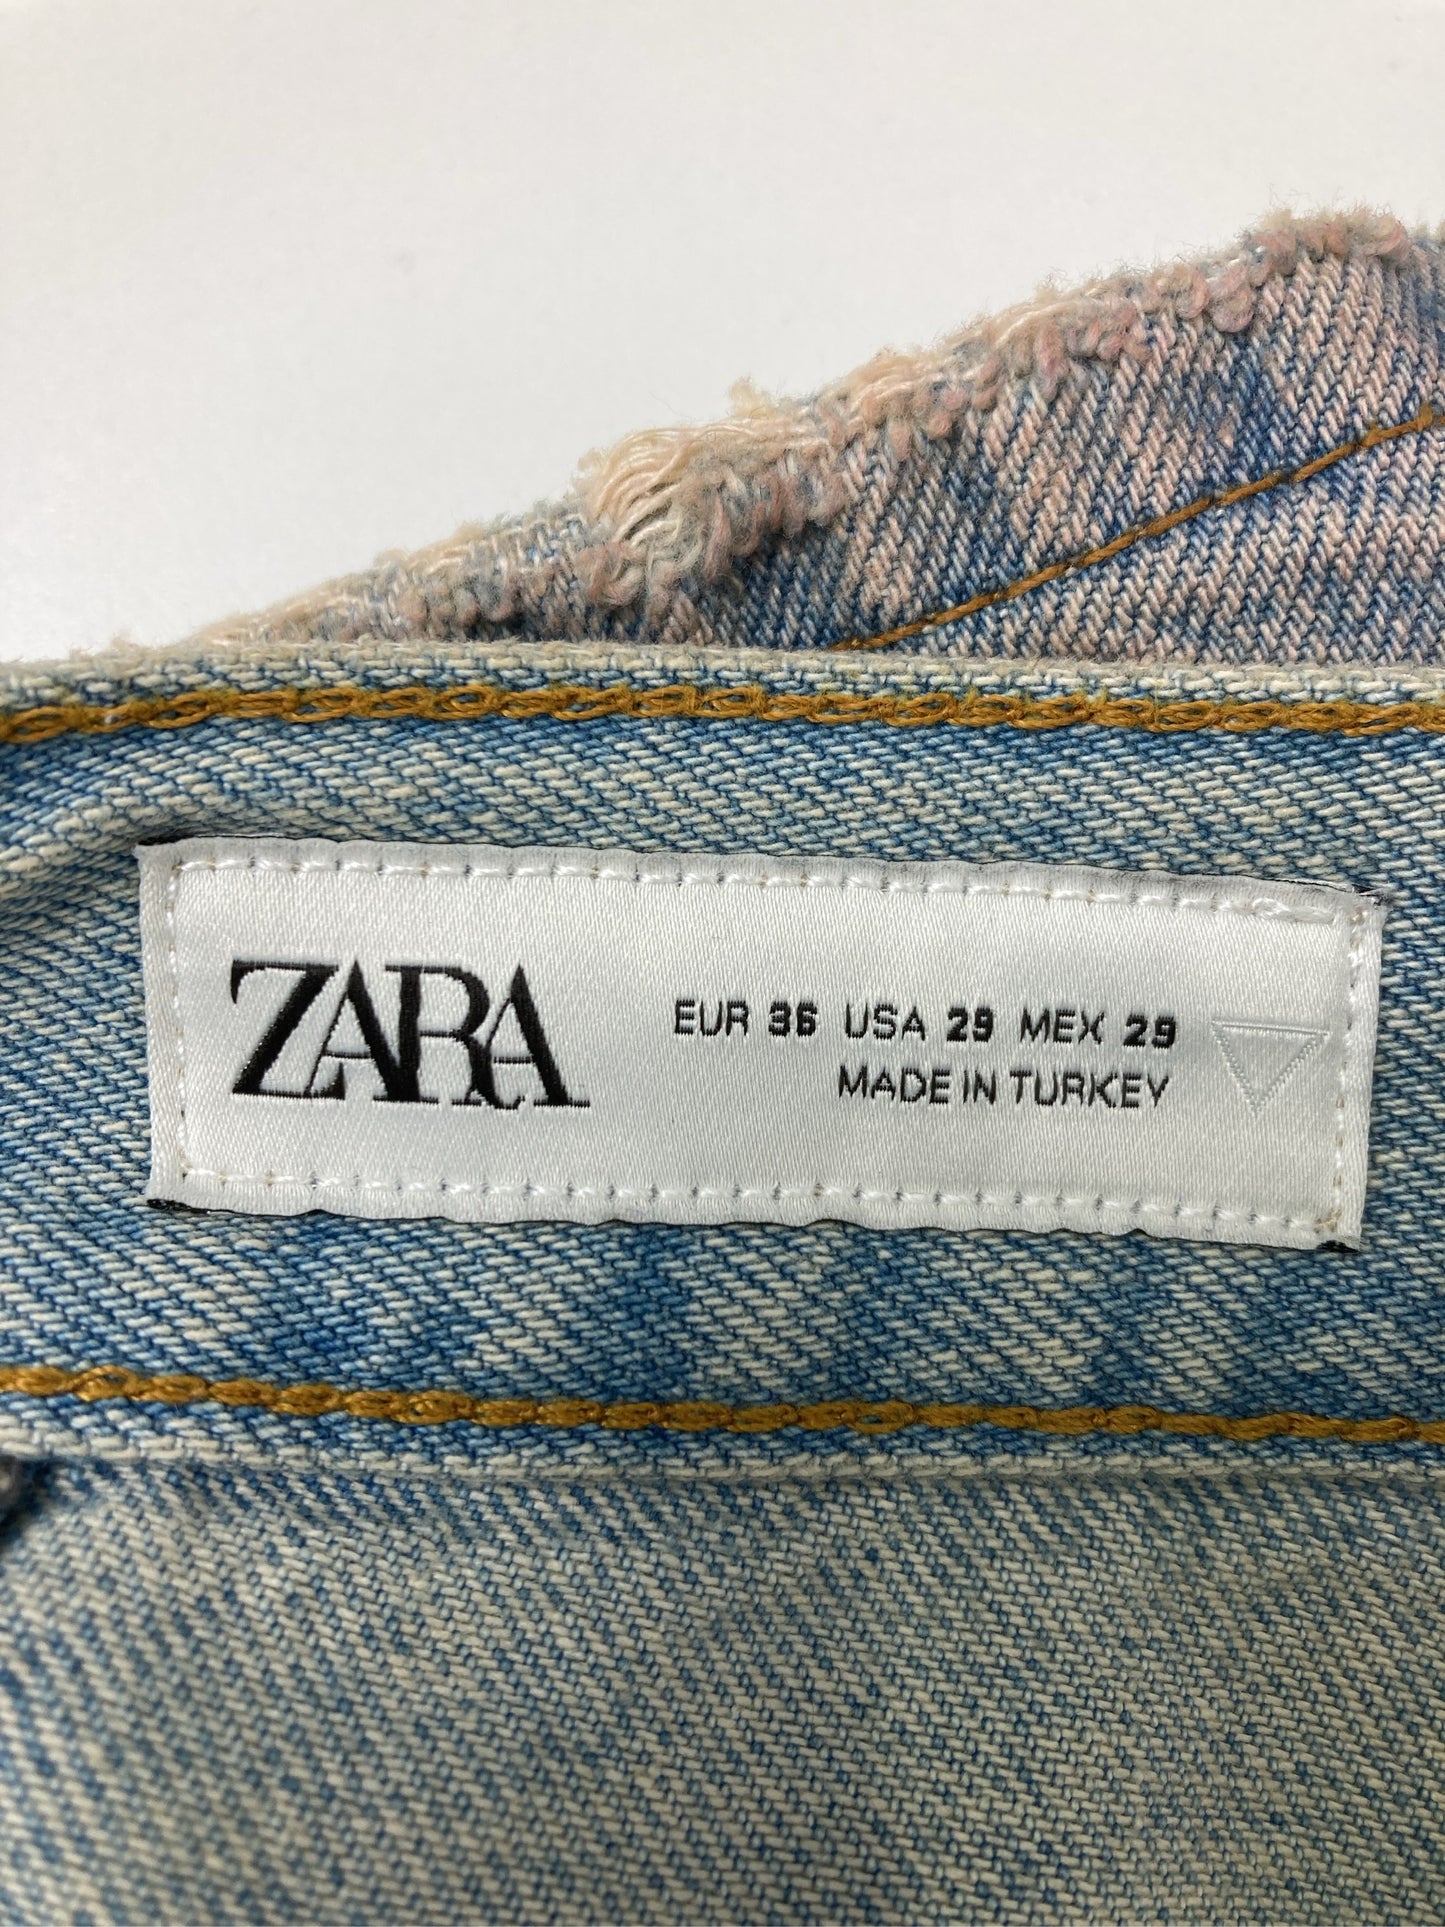 ZARA
EUR 36 USA 29 MEX 29
MADE IN TURKEY